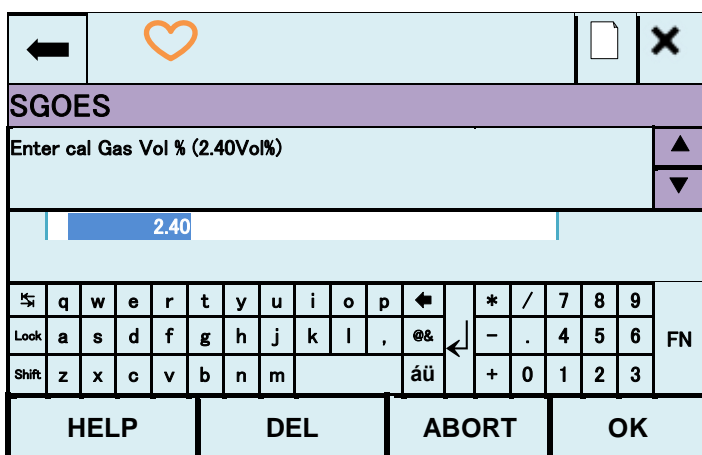 SGOES
Enter cal Gas Vol % (2.40Vol%)
2.40
q w e r t y u i o p * / 7 8 9
Lock a s d f g h j k l , @& - . 4 5 6 FN
Shift z x c v b n m áü + 0 1 2 3
HELP DEL ABORT OK